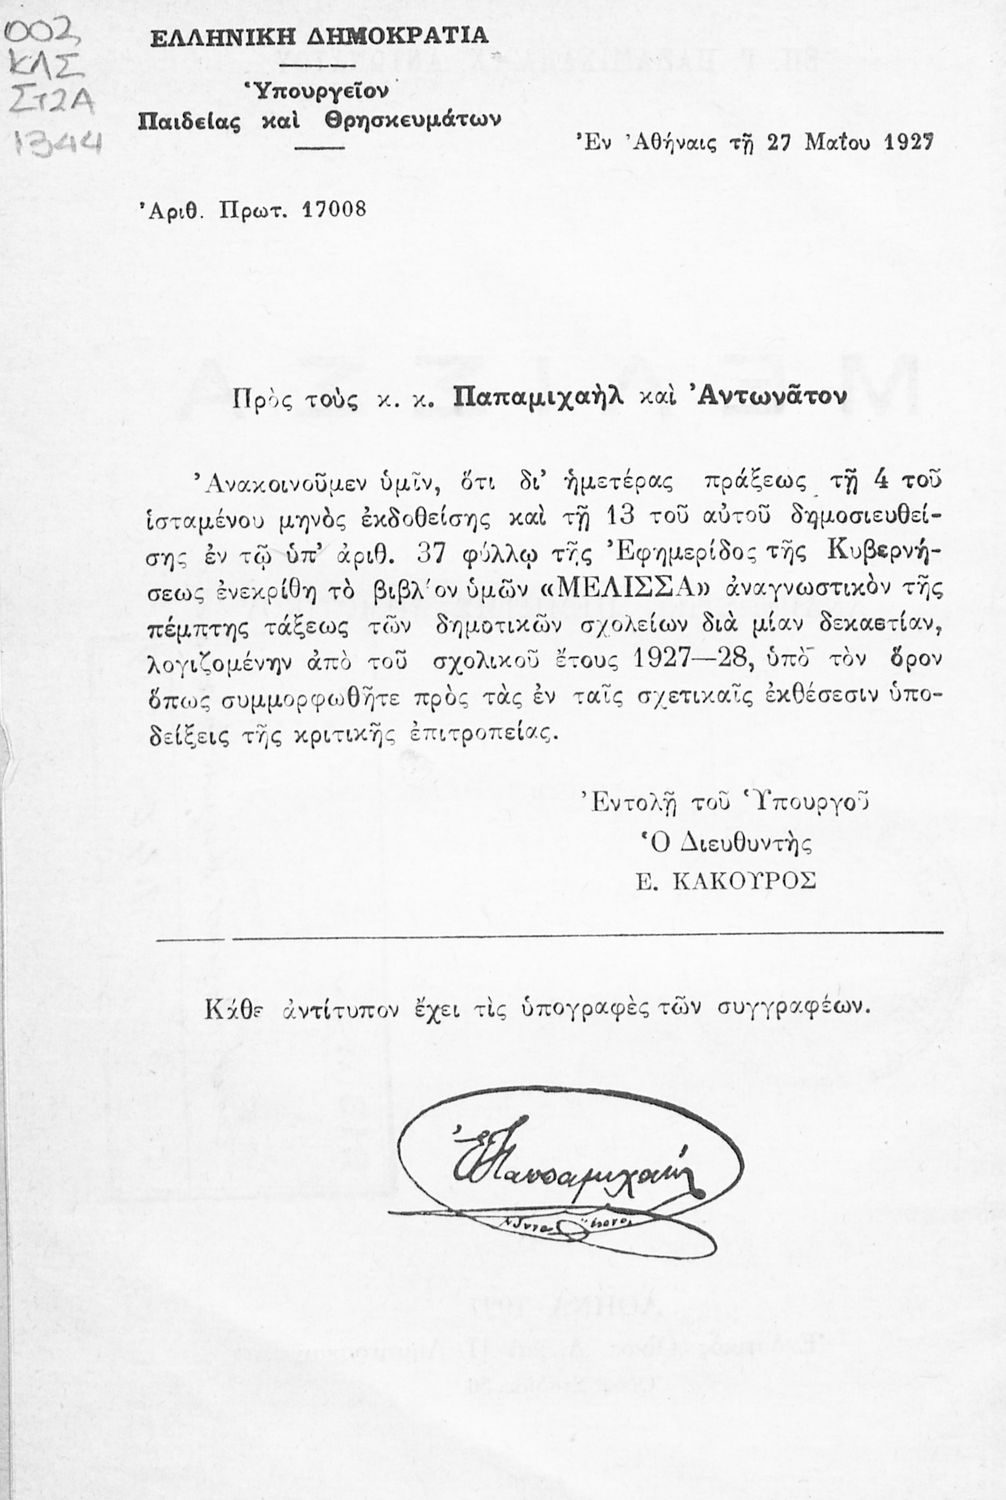 002
ΚΛΣ
ΣΤ2Α
1344
ΕΛΛΗΝΙΚΗ ΔΗΜΟΚΡΑΤΙΑ
Ὑπουργεῖον
Παιδείας καὶ Θρησκευμάτων
Ἐν Ἀθήναις τῇ 27 Μαΐου 1927
Ἀριθ. Πρωτ. 17008
Πρὸς τοὺς κ. κ. Παπαμιχαὴλ καὶ Ἀντωνᾶτον
Ἀνακοινοῦμεν ὑμῖν, ὅτι δι' ἡμετέρας πράξεως τῇ 4 τοῦ
ἱσταμένου μηνὸς ἐκδοθείσης καὶ τῇ 13 τοῦ αὐτοῦ δημοσιευθεί-
σης ἐν τῷ ὑπ' ἀριθ. 37 φύλλῳ τῆς Ἐφημερίδος τῆς Κυβερνή-
σεως ἐνεκρίθη τὸ βιβλίον ὑμῶν «ΜΕΛΙΣΣΑ» ἀναγνωστικὸν τῆς
πέμπτης τάξεως τῶν δημοτικῶν σχολείων διὰ μίαν δεκαετίαν,
λογιζομένην ἀπὸ τοῦ σχολικοῦ ἔτους 1927—28, ὑπὸ τὸν ὅρον
ὅπως συμμορφωθῆτε πρὸς τὰς ἐν ταῖς σχετικαῖς ἐκθέσεσιν ὑπο-
δείξεις τῆς κριτικῆς ἐπιτροπείας.
Ἐντολῇ τοῦ Ὑπουργοῦ
Ὁ Διευθυντὴς
Ε. ΚΑΚΟΥΡΟΣ
Κάθε ἀντίτυπον ἔχει τὶς ὑπογραφὲς τῶν συγγραφέων.
Παπαμιχαήλ